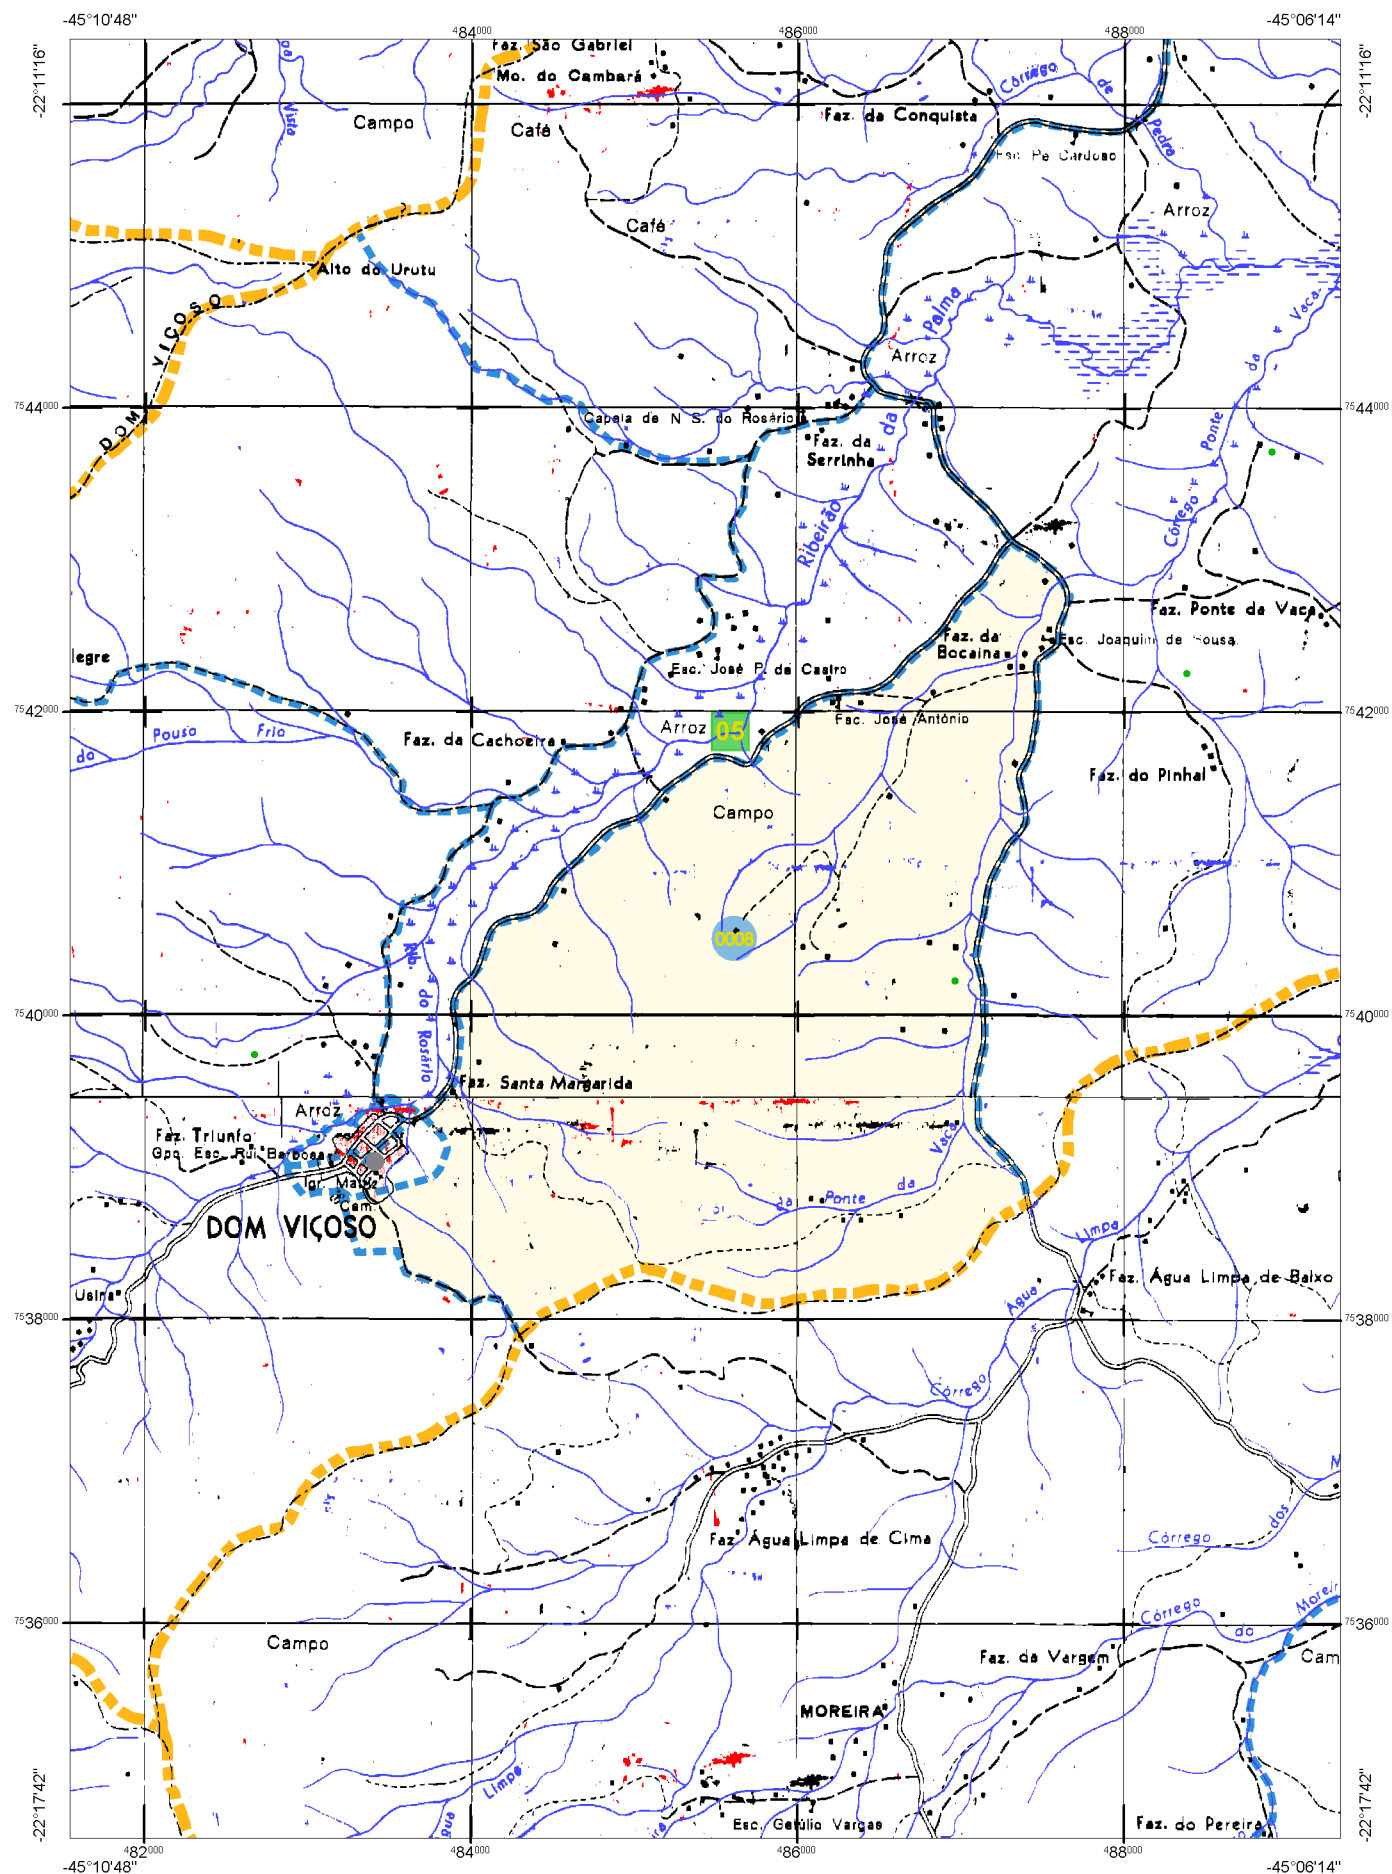 -45°10'48"
-45°06'14"
484000
486000
488000
-22°11'16"
-22°11'16"
Faz. São Gabriel
Mo. do Cambará
Córrego de Pedra
Vista
Campo
Café
Faz. da Conquista
Esc. Pe Cardoso
Arroz
Café
Alto do Urutu
DOM VIÇOSO
Palma
Vaca
da
Arroz
7544000
7544000
Capela de N S. do Rosário
da
Ponte
Faz. da
Serrinha
Ribeirão
Córrego
Faz. Ponte da Vaca
Faz. da
Bocaina
Esc. Joaquim de Sousa
legre
Esc. José P. de Castro
7542000
7542000
Esc. José Antônio
Arroz
05
do Pouso Frio
Faz. da Cachoeira
Faz. do Pinhal
Campo
0008
Rib.
do
Rosário
7540000
7540000
Faz. Santa Margarida
Arroz
Faz. Triunfo
Gpo. Esc. Rui Barbosa
Vaca
da
Ponte
da
Igr. Matriz
Cem.
DOM VIÇOSO
Limpa
Faz. Água Limpa de Baixo
Usina
Água
7538000
7538000
Córrego
M
dos
Córrego
Faz. Água Limpa de Cima
Moreir
Córrego
do
7536000
7536000
Campo
Faz. da Vargem
Cam
MOREIRA
Limpa
Esc. Getúlio Vargas
Faz. do Pereira
-22°17'42"
-22°17'42"
482000
484000
486000
488000
-45°10'48"
-45°06'14"